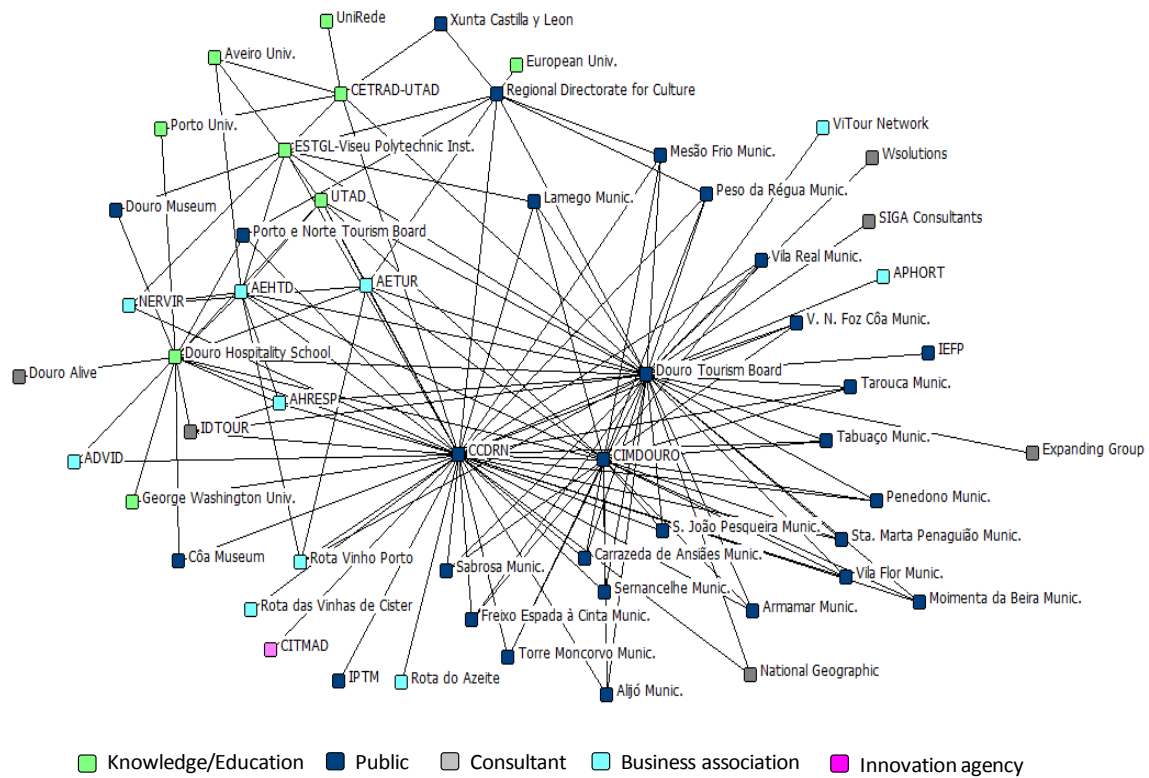 UniRede
Xunta Castilla y Leon
Aveiro Univ.
European Univ.
CETRAD-UTAD
Regional Directorate for Culture
Porto Univ.
ViTour Network
ESTGL-Viseu Polytechnic Inst.
Mesão Frio Munic.
Wsolutions
UTAD
Lamego Munic.
Peso da Régua Munic.
Douro Museum
SIGA Consultants
Porto e Norte Tourism Board
Vila Real Munic.
APHORT
NERVIR
AEHTD
AETUR
V. N. Foz Côa Munic.
IEFP
Douro Hospitality School
Douro Tourism Board
Douro Alive
Tarouca Munic.
AHRESP
IDTOUR
Tabuaço Munic.
ADVID
CCDRN
CIMDOURO
Expanding Group
George Washington Univ.
Penedono Munic.
S. João Pesqueira Munic.
Sta. Marta Penaguião Munic.
Côa Museum
Rota Vinho Porto
Sabrosa Munic.
Carrazeda de Ansiães Munic.
Vila Flor Munic.
Sernancelhe Munic.
Moimenta da Beira Munic.
Rota das Vinhas de Cister
Freixo Espada à Cinta Munic.
Armamar Munic.
CITMAD
Torre Moncorvo Munic.
National Geographic
IPTM
Rota do Azeite
Alijó Munic.
Knowledge/Education Public Consultant Business association Innovation agency